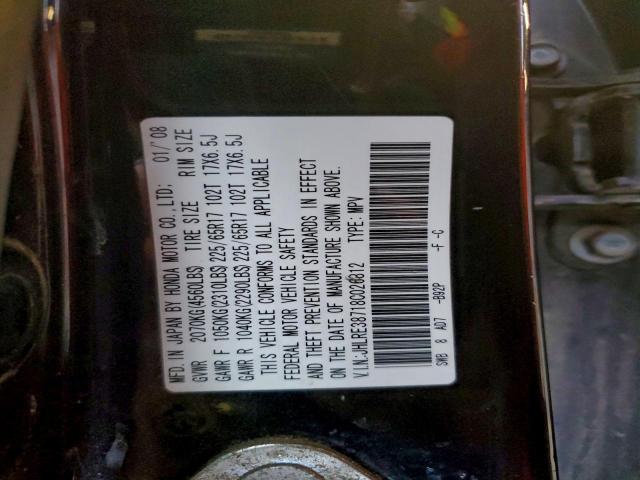 MFD. IN JAPAN BY HONDA MOTOR CO., LTD: 01/'08
GVWR 2070KG(4560LBS) TIRE SIZE RIM SIZE
GAWR F 1050KG(2310LBS) 225/65R17 102T 17X6.5J
GAWR R 1040KG(2290LBS) 225/65R17 102T 17X6.5J
THIS VEHICLE CONFORMS TO ALL APPLICABLE
FEDERAL MOTOR VEHICLE SAFETY
AND THEFT PREVENTION STANDARDS IN EFFECT
ON THE DATE OF MANUFACTURE SHOWN ABOVE.
V.I.N.: TYPE: MPV
SWB 8 AD7 -B92P -F -C